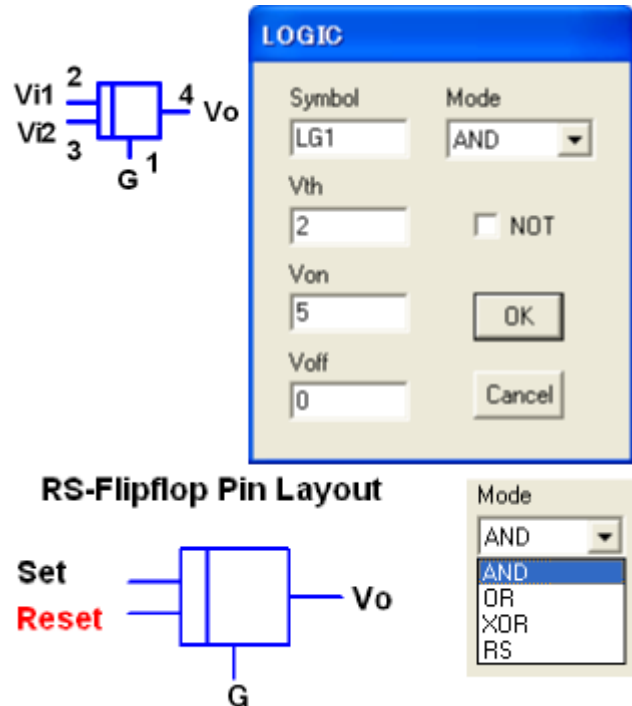 LOGIC
Vi1 2
4 Vo
Vi2 3
G 1
Symbol Mode
LG1 AND
Vth
2 NOT
Von
5 OK
Voff
0 Cancel
RS-Flipflop Pin Layout
Set
Reset
Vo
G
Mode
AND
AND
OR
XOR
RS